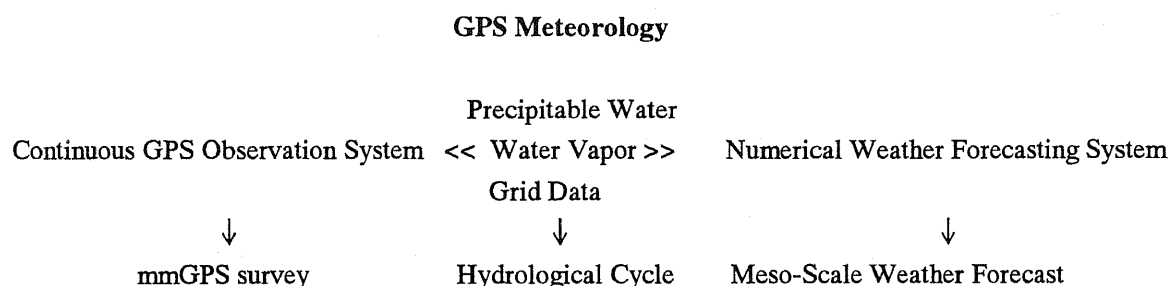 GPS Meteorology
Precipitable Water
Continuous GPS Observation System << Water Vapor >> Numerical Weather Forecasting System
Grid Data
↓ ↓ ↓
mmGPS survey Hydrological Cycle Meso-Scale Weather Forecast